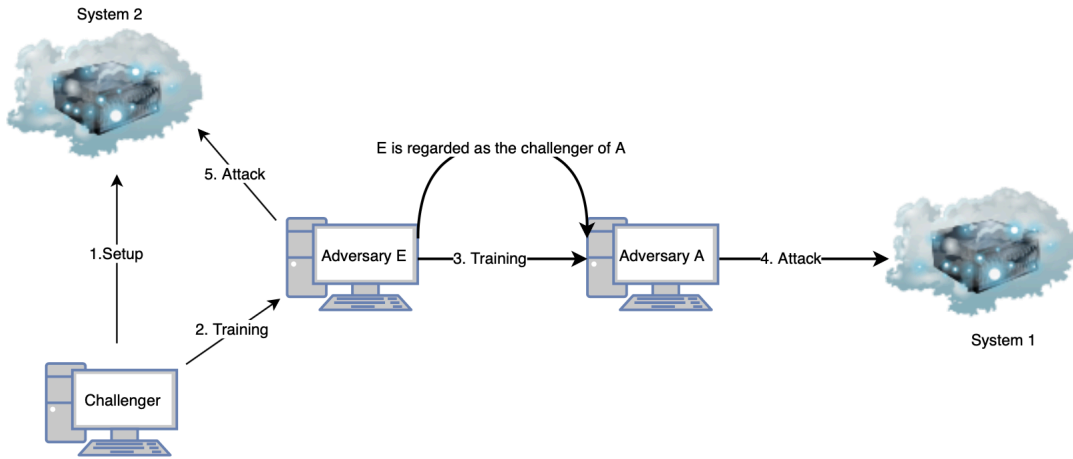 System 2
E is regarded as the challenger of A
5. Attack
1.Setup
Adversary E
3. Training
Adversary A
4. Attack
2. Training
System 1
Challenger